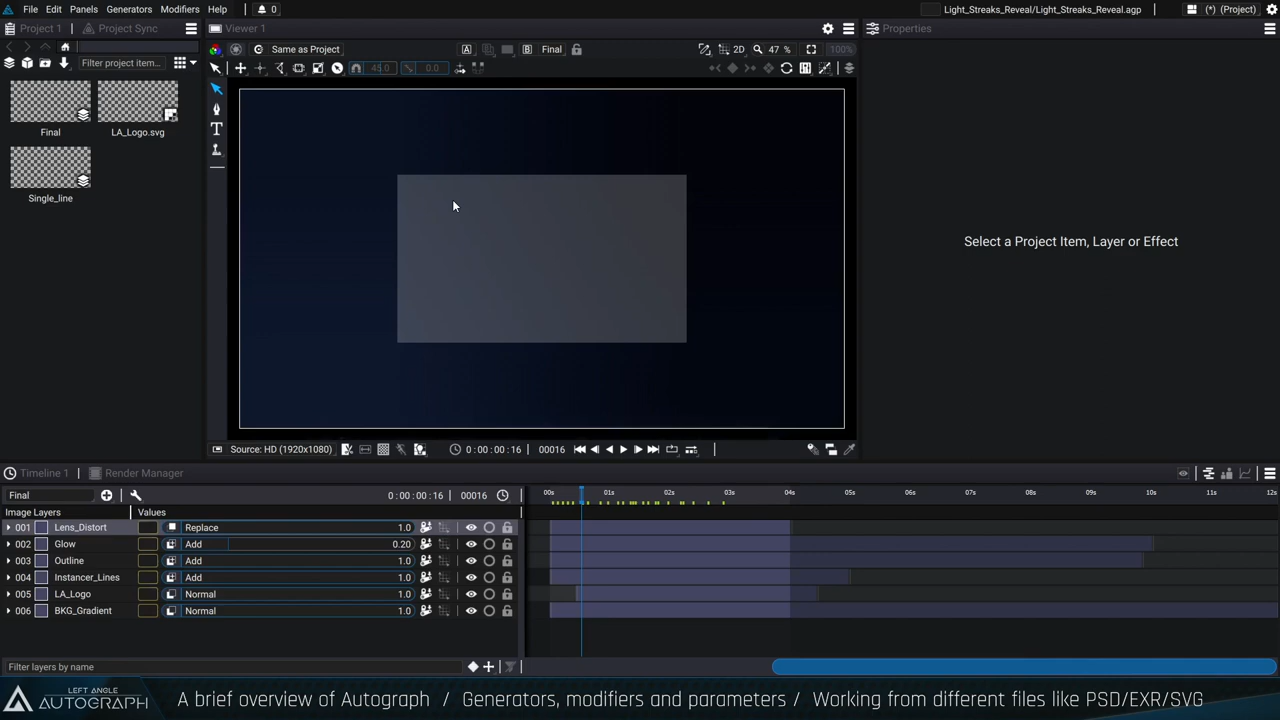 File Edit Panels Generators Modifiers Help 0 Light_Streaks_Reveal/Light_Streaks_Reveal.agp (*) (Project)
Project 1 Project Sync Viewer 1 Properties
Same as Project A B Final 2D 47 % 100%
Filter project item... 45.0 0.0
Final LA_Logo.svg
Single_line
Select a Project Item, Layer or Effect
Source: HD (1920x1080) 0:00:00:16 00016
Timeline 1 Render Manager
Final 0:00:00:16 00016 00s 01s 02s 03s 04s 05s 06s 07s 08s 09s 10s 11s 12s
Image Layers Values
001 Lens_Distort Replace 1.0
002 Glow Add 0.20
003 Outline Add 1.0
004 Instancer_Lines Add 1.0
005 LA_Logo Normal 1.0
006 BKG_Gradient Normal 1.0
Filter layers by name
LEFT ANGLE
AUTOGRAPH
A brief overview of Autograph / Generators, modifiers and parameters / Working from different files like PSD/EXR/SVG